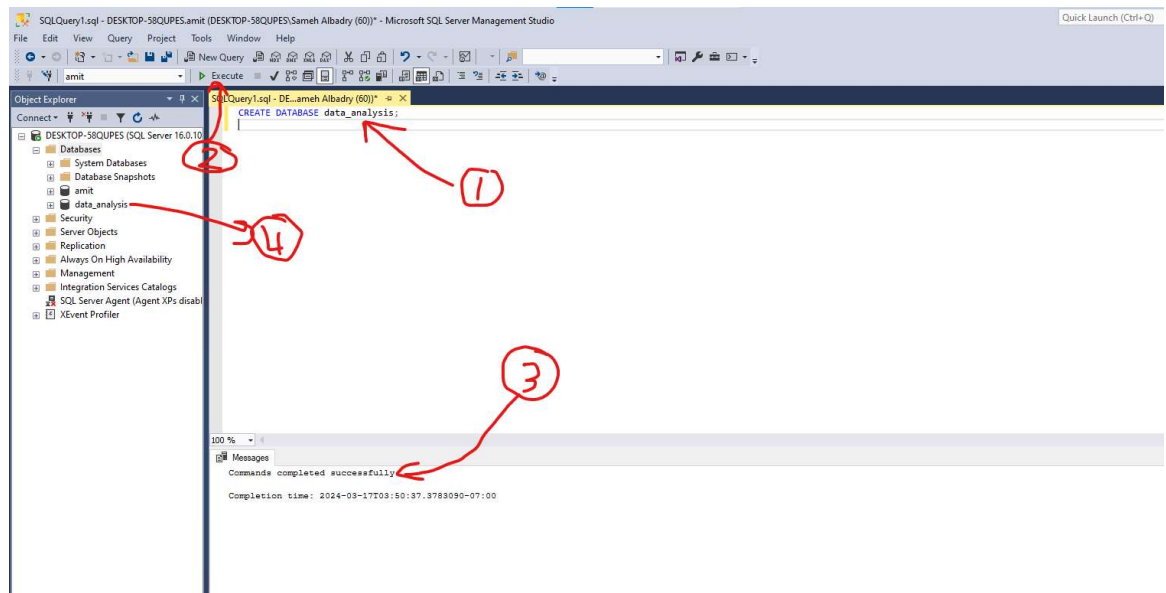 SQLQuery1.sql - DESKTOP-58QUPES.amit (DESKTOP-58QUPES\Sameh Albadry (60))* - Microsoft SQL Server Management Studio
Quick Launch (Ctrl+Q)
File Edit View Query Project Tools Window Help
New Query
amit
Execute
Object Explorer
SQLQuery1.sql - DE...ameh Albadry (60))*
Connect
CREATE DATABASE data_analysis;
DESKTOP-58QUPES (SQL Server 16.0.10
Databases
System Databases
Database Snapshots
amit
data_analysis
Security
Server Objects
Replication
Always On High Availability
Management
Integration Services Catalogs
SQL Server Agent (Agent XPs disabl
XEvent Profiler
2
1
4
3
100 %
Messages
Commands completed successfully
Completion time: 2024-03-17T03:50:37.3783090-07:00